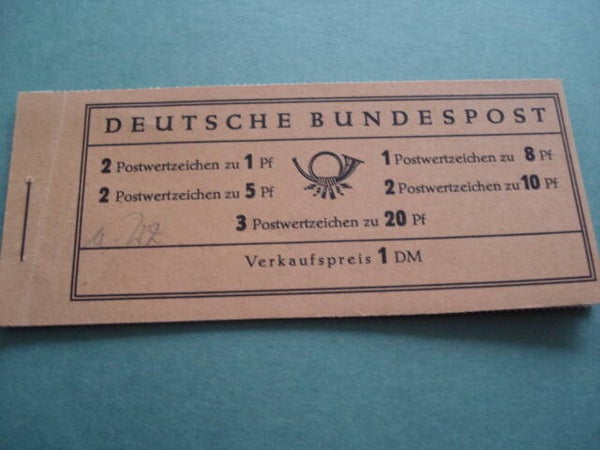 DEUTSCHE BUNDESPOST
2 Postwertzeichen zu 1 Pf
1 Postwertzeichen zu 8 Pf
2 Postwertzeichen zu 5 Pf
2 Postwertzeichen zu 10 Pf
3 Postwertzeichen zu 20 Pf
Verkaufspreis 1 DM